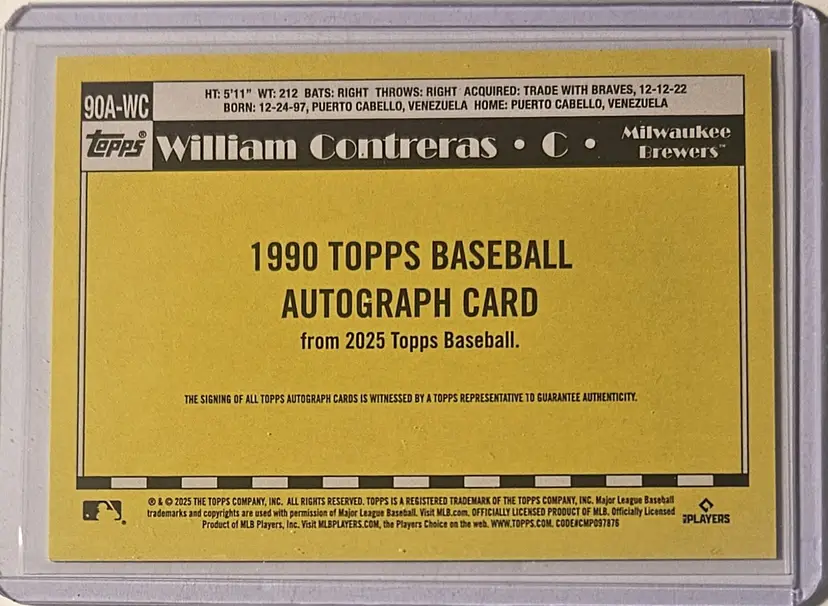 90A-WC
HT: 5'11" WT: 212 BATS: RIGHT THROWS: RIGHT ACQUIRED: TRADE WITH BRAVES, 12-12-22
BORN: 12-24-97, PUERTO CABELLO, VENEZUELA HOME: PUERTO CABELLO, VENEZUELA
Topps®
William Contreras • C •
Milwaukee
Brewers™
1990 TOPPS BASEBALL
AUTOGRAPH CARD
from 2025 Topps Baseball.
THE SIGNING OF ALL TOPPS AUTOGRAPH CARDS IS WITNESSED BY A TOPPS REPRESENTATIVE TO GUARANTEE AUTHENTICITY.
® & © 2025 THE TOPPS COMPANY, INC. ALL RIGHTS RESERVED. TOPPS IS A REGISTERED TRADEMARK OF THE TOPPS COMPANY, INC. Major League Baseball
trademarks and copyrights are used with permission of Major League Baseball. Visit MLB.com. OFFICIALLY LICENSED PRODUCT OF MLB. Officially Licensed
Product of MLB Players, Inc. Visit MLBPLAYERS.COM, the Players Choice on the web. WWW.TOPPS.COM. CODE#CMP097876
MLBPLAYERS